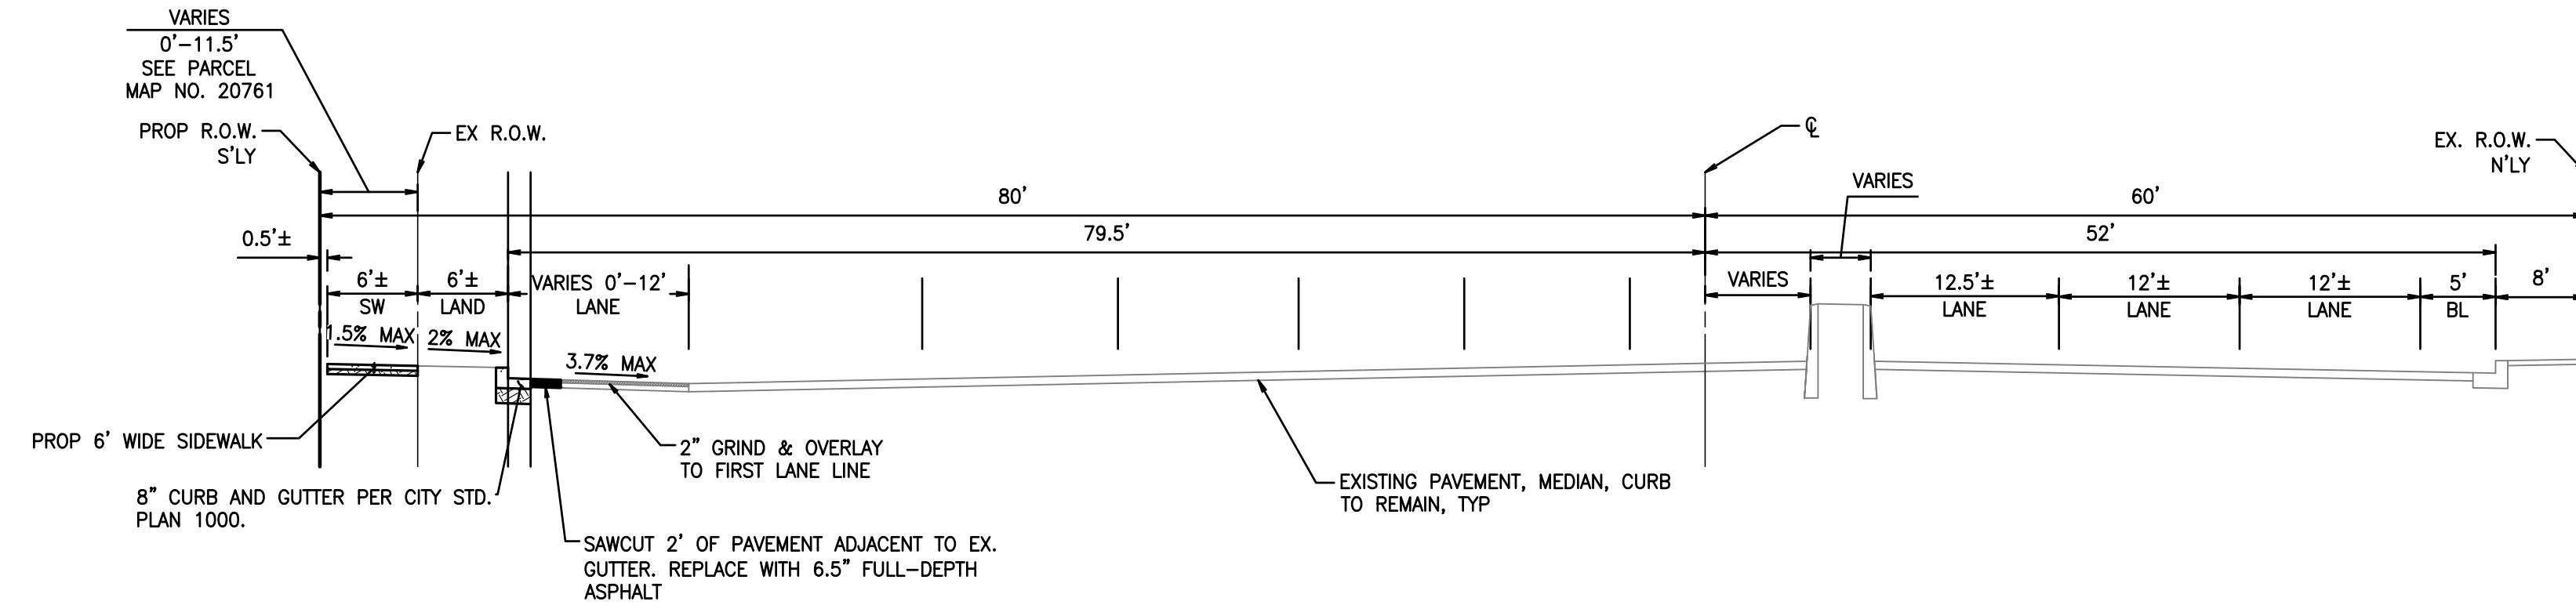 VARIES
0'-11.5'
SEE PARCEL
MAP NO. 20761
PROP R.O.W.
S'LY
EX R.O.W.
℄
EX. R.O.W.
N'LY
VARIES
80'
60'
79.5'
52'
0.5'±
6'±
SW
6'±
LAND
VARIES 0'-12'
LANE
VARIES
12.5'±
LANE
12'±
LANE
12'±
LANE
5'
BL
8'
1.5% MAX
2% MAX
3.7% MAX
PROP 6' WIDE SIDEWALK
2" GRIND & OVERLAY
TO FIRST LANE LINE
8" CURB AND GUTTER PER CITY STD.
PLAN 1000.
EXISTING PAVEMENT, MEDIAN, CURB
TO REMAIN, TYP
SAWCUT 2' OF PAVEMENT ADJACENT TO EX.
GUTTER. REPLACE WITH 6.5" FULL-DEPTH
ASPHALT